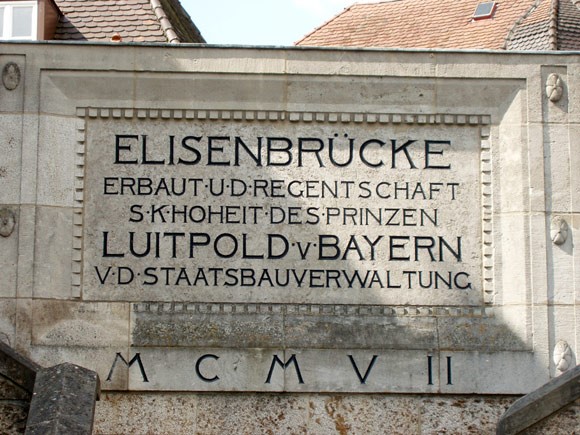 ELISENBRÜCKE
ERBAUT·U·D·REGENTSCHAFT
S·K·HOHEIT·DES·PRINZEN
LUITPOLD·v·BAYERN
V·D·STAATSBAUVERWALTUNG
MCMVII